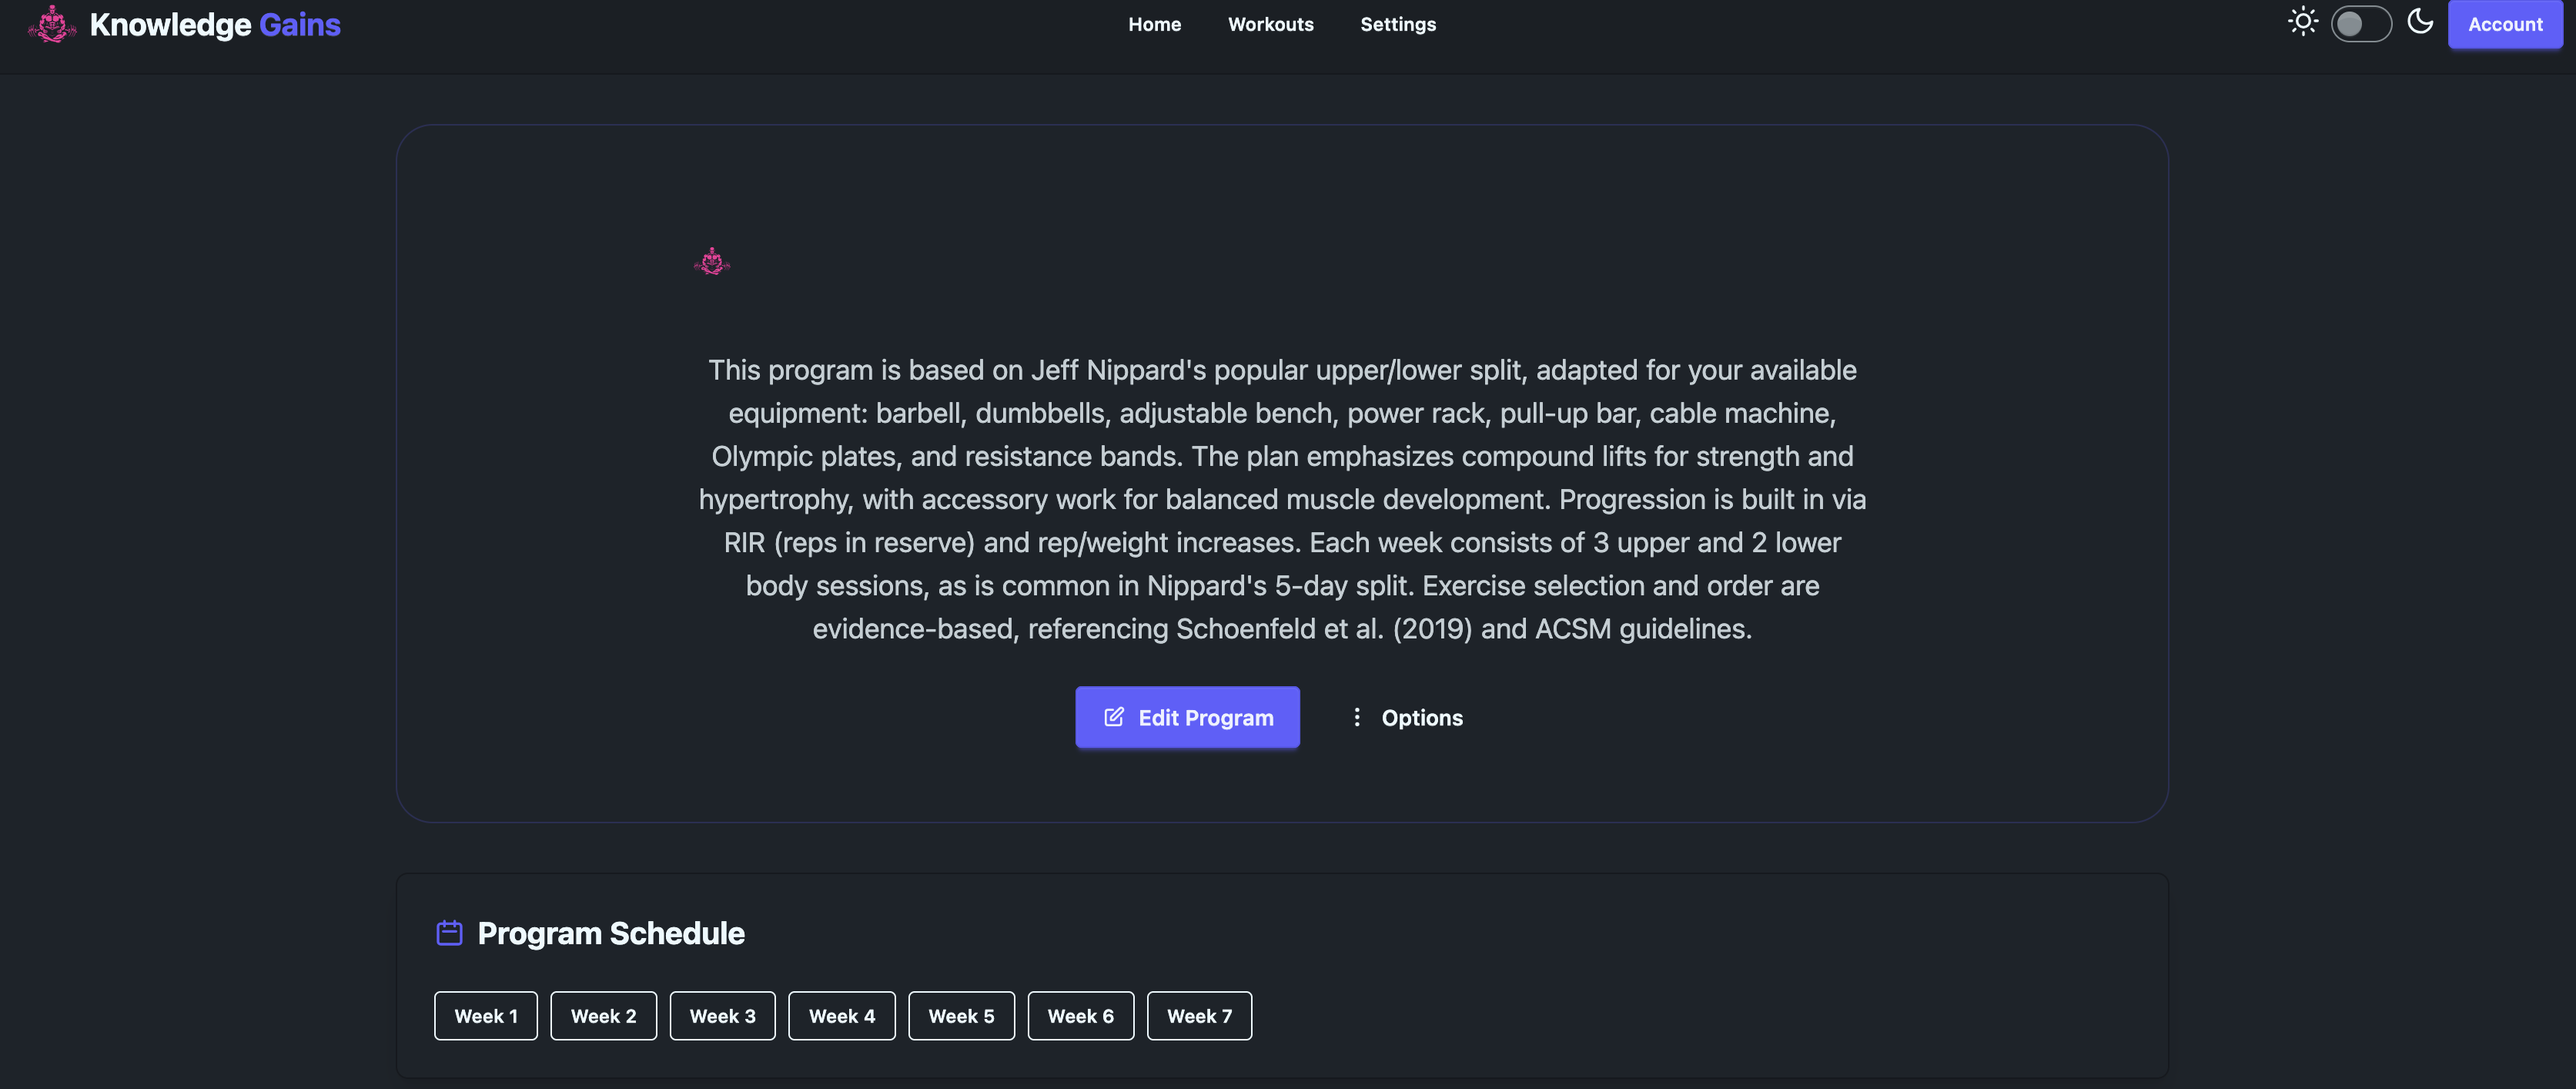 Knowledge Gains
Home
Workouts
Settings
Account
This program is based on Jeff Nippard's popular upper/lower split, adapted for your available
equipment: barbell, dumbbells, adjustable bench, power rack, pull-up bar, cable machine,
Olympic plates, and resistance bands. The plan emphasizes compound lifts for strength and
hypertrophy, with accessory work for balanced muscle development. Progression is built in via
RIR (reps in reserve) and rep/weight increases. Each week consists of 3 upper and 2 lower
body sessions, as is common in Nippard's 5-day split. Exercise selection and order are
evidence-based, referencing Schoenfeld et al. (2019) and ACSM guidelines.
Edit Program
Options
Program Schedule
Week 1
Week 2
Week 3
Week 4
Week 5
Week 6
Week 7